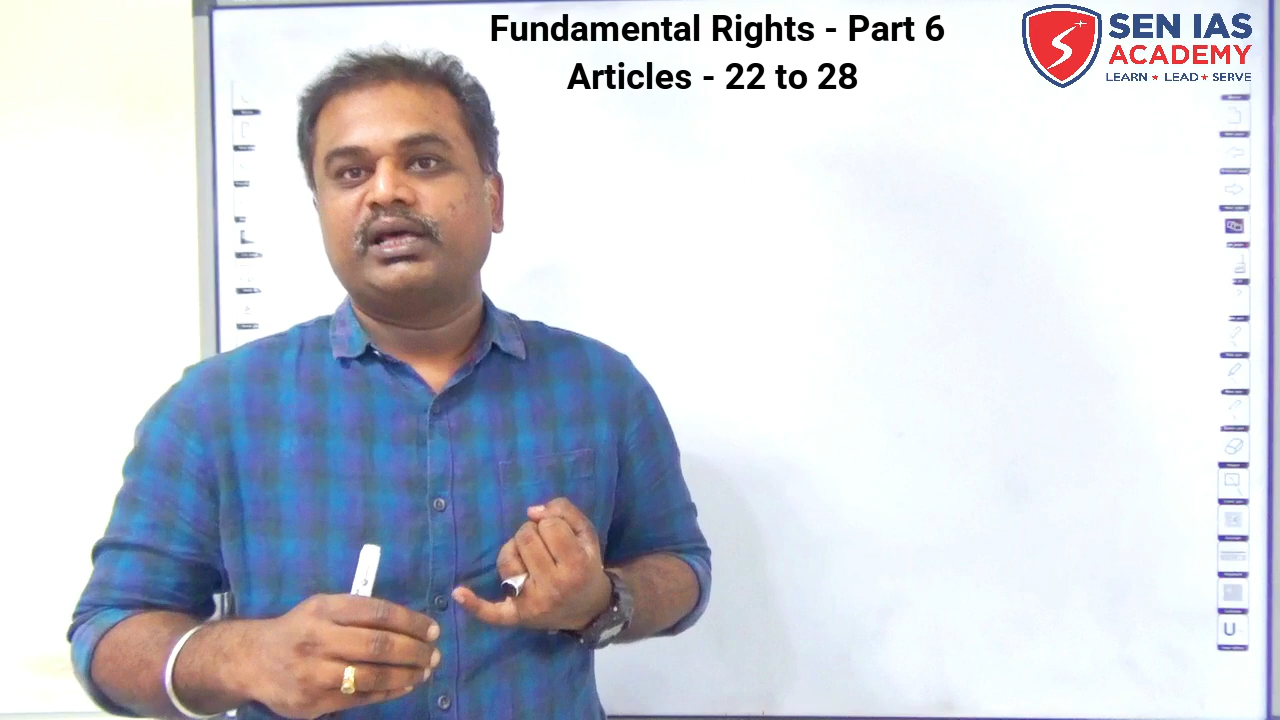 Fundamental Rights - Part 6
Articles - 22 to 28
SEN IAS
ACADEMY
LEARN ★ LEAD ★ SERVE